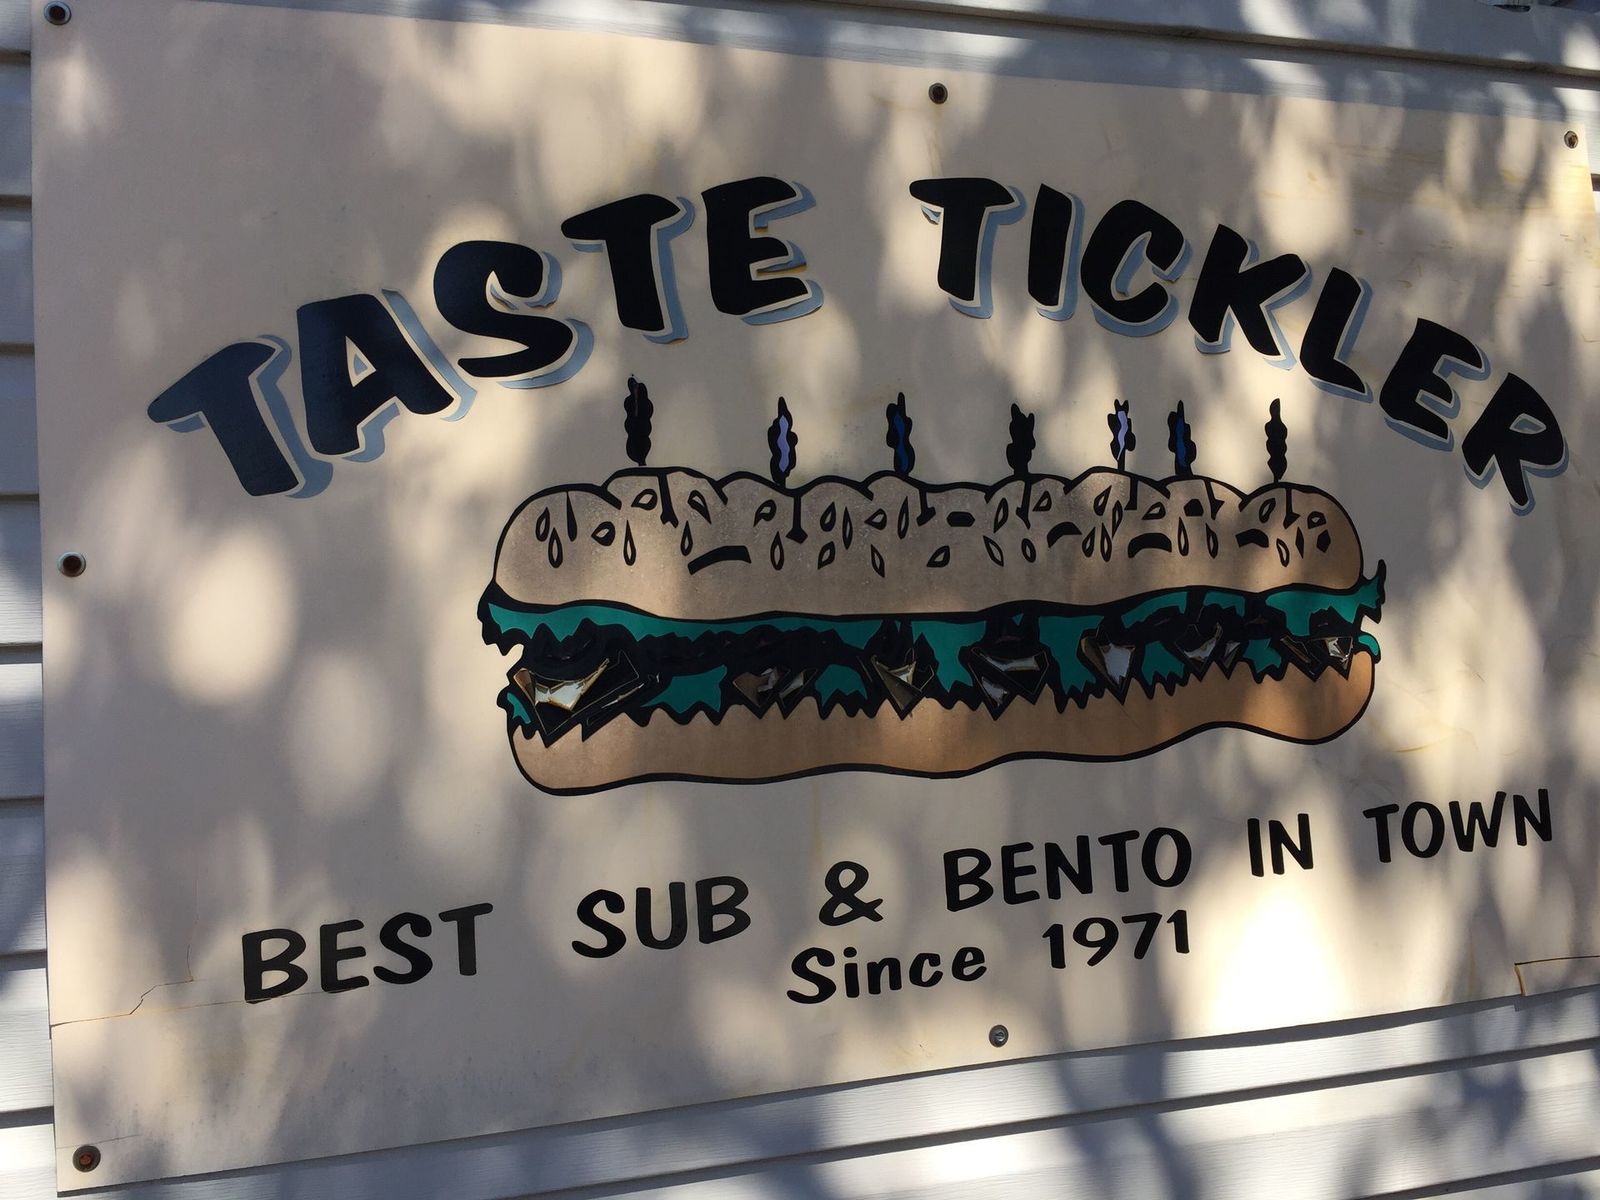 TASTE TICKLER
BEST SUB & BENTO IN TOWN
Since 1971